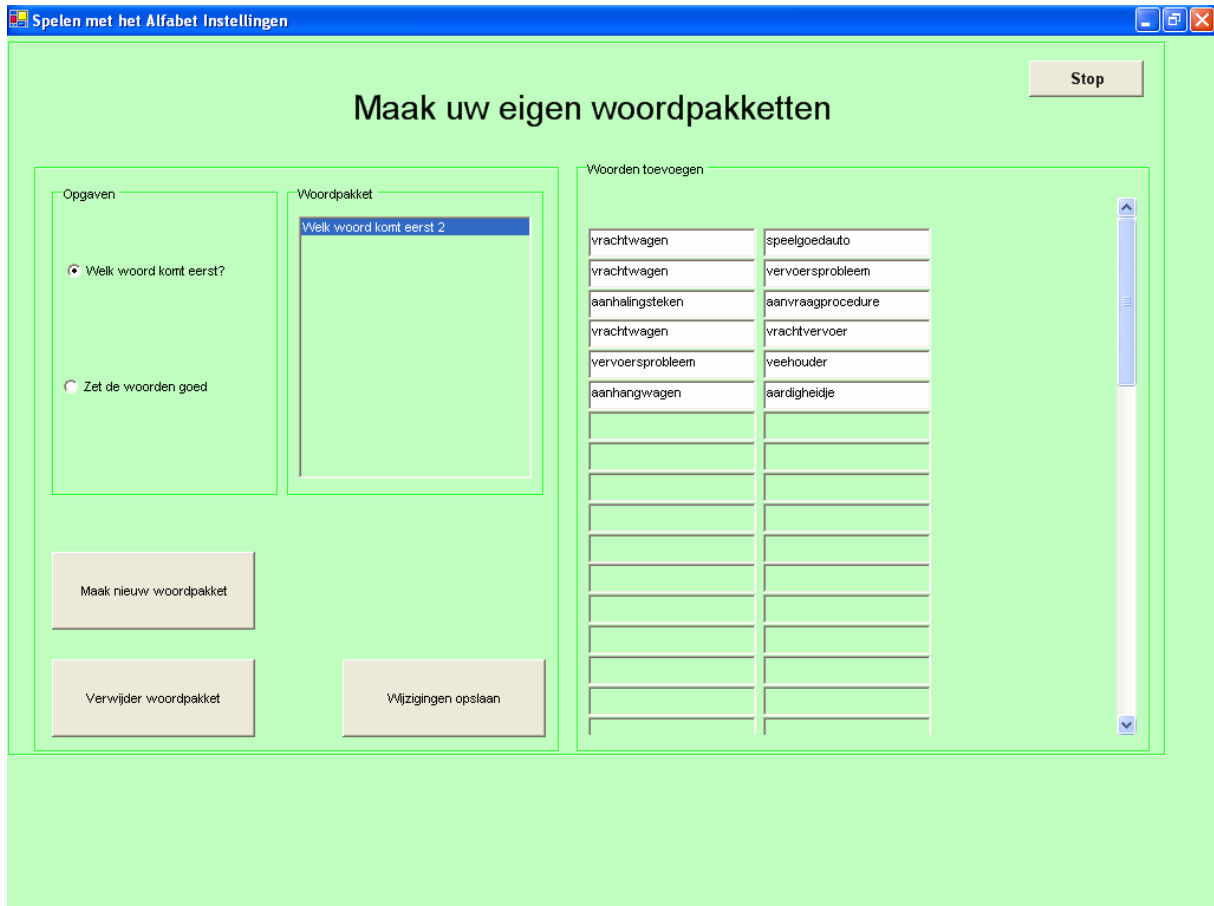 Spelen met het Alfabet Instellingen
Stop
Maak uw eigen woordpakketten
Opgaven
Welk woord komt eerst?
Zet de woorden goed
Woordpakket
Welk woord komt eerst 2
Maak nieuw woordpakket
Verwijder woordpakket
Wijzigingen opslaan
Woorden toevoegen
vrachtwagen speelgoedauto
vrachtwagen vervoersprobleem
aanhalingsteken aanvraagprocedure
vrachtwagen vrachtvervoer
vervoersprobleem veehouder
aanhangwagen aardigheidje